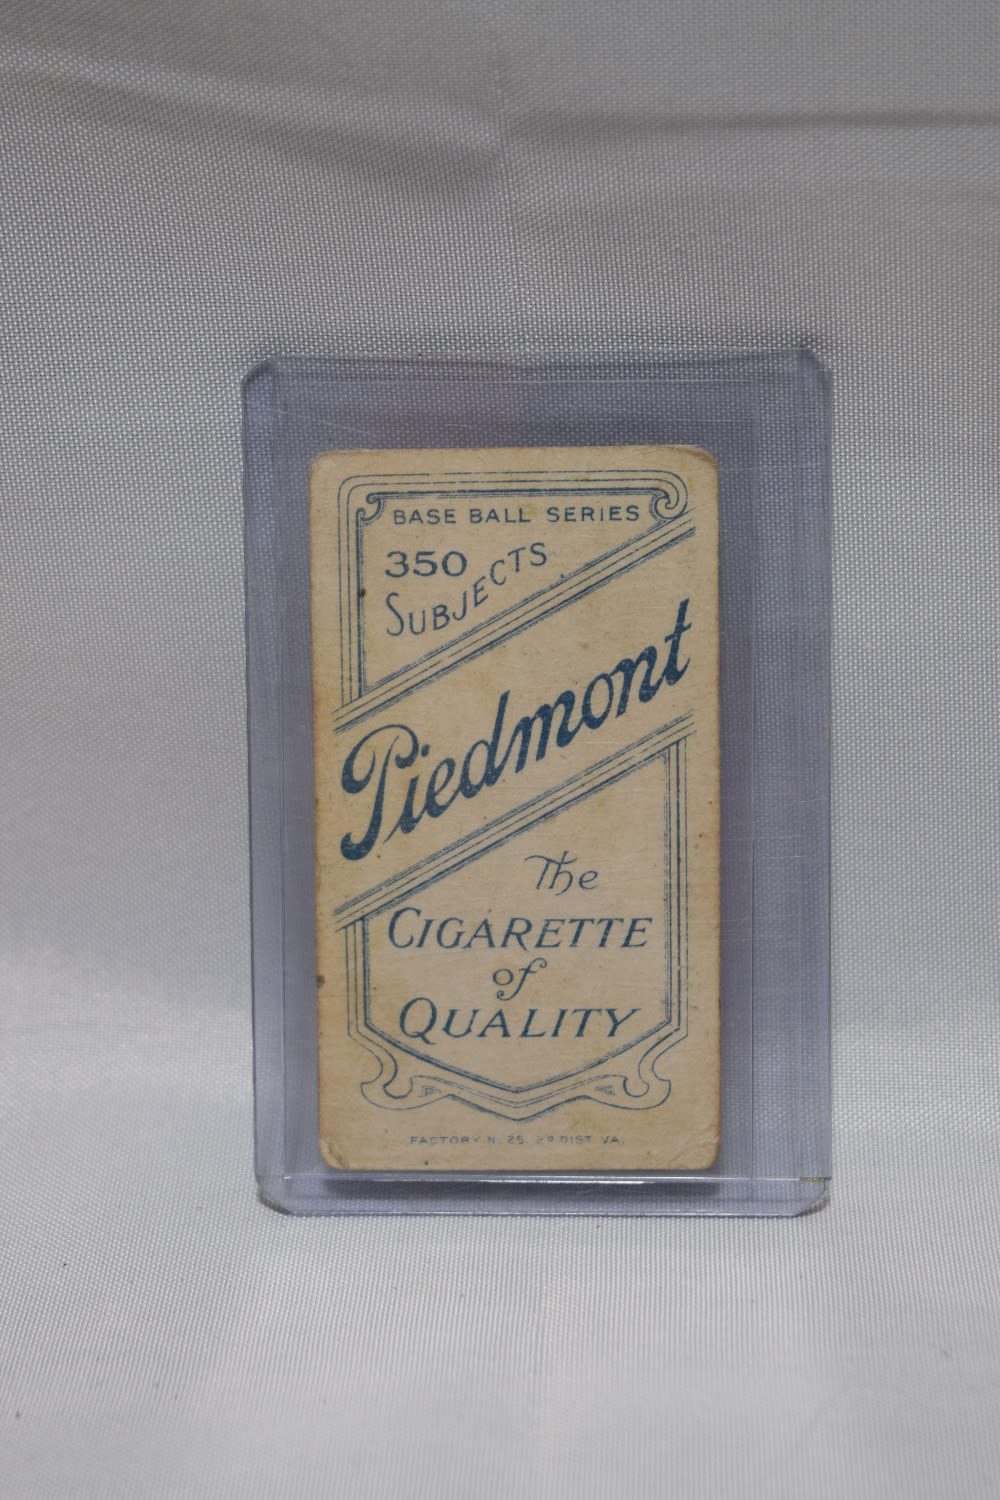 BASE BALL SERIES
350
SUBJECTS
Piedmont
The
CIGARETTE
of
QUALITY
FACTORY N. 25. 2D DIST VA.